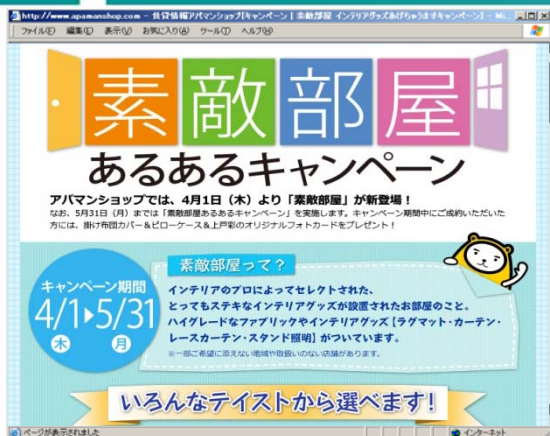 http://www.apamanshop.com - 賃貸情報アパマンショップ[キャンペーン | 素敵部屋 インテリアグッズあげちゃうますキャンペーン] - Mi...
ファイル(F) 編集(E) 表示(V) お気に入り(A) ツール(T) ヘルプ(H)
素敵部屋
あるあるキャンペーン
アパマンショップでは、4月1日（木）より「素敵部屋」が新登場！
なお、5月31日（月）までは「素敵部屋あるあるキャンペーン」を実施します。キャンペーン期間中にご成約いただいた
方には、掛け布団カバー＆ピローケース＆上戸彩のオリジナルフォトカードをプレゼント！
素敵部屋って？
キャンペーン期間
4/1▶5/31
木 月
インテリアのプロによってセレクトされた、
とってもステキなインテリアグッズが設置されたお部屋のこと。
ハイグレードなファブリックやインテリアグッズ【ラグマット・カーテン・
レースカーテン・スタンド照明】がついています。
※一部ご希望に添えない地域や取扱いのない店舗があります。
いろんなテイストから選べます！
ページが表示されました
インターネット